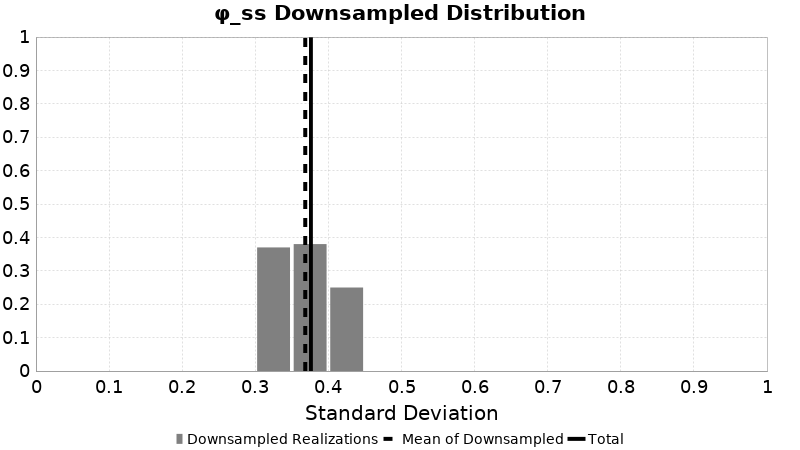 φ_ss Downsampled Distribution
1
0.9
0.8
0.7
0.6
0.5
0.4
0.3
0.2
0.1
0
0 0.1 0.2 0.3 0.4 0.5 0.6 0.7 0.8 0.9 1
Standard Deviation
Downsampled Realizations Mean of Downsampled Total